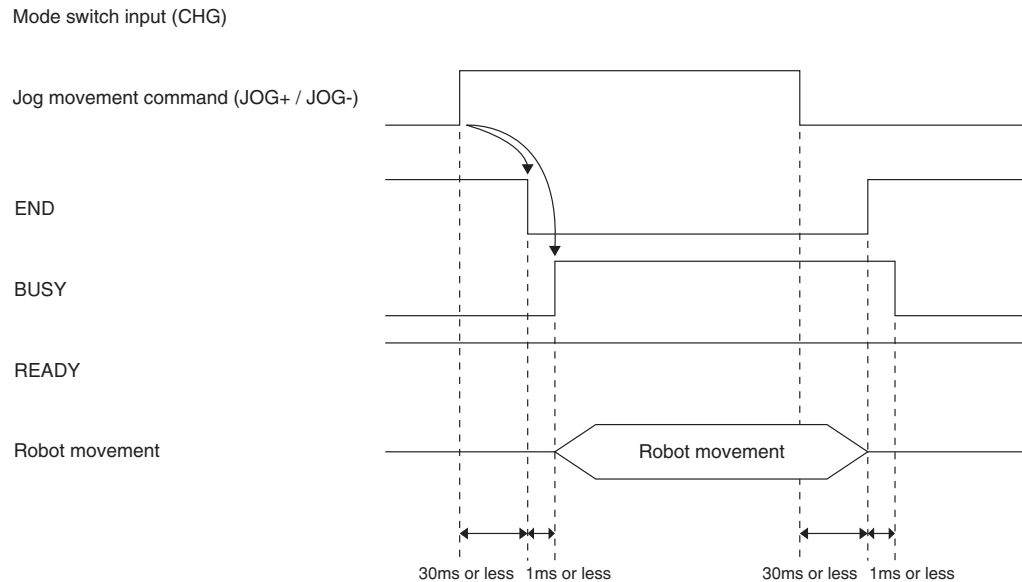 Mode switch input (CHG)
Jog movement command (JOG+ / JOG-)
END
BUSY
READY
Robot movement
Robot movement
30ms or less 1ms or less 30ms or less 1ms or less